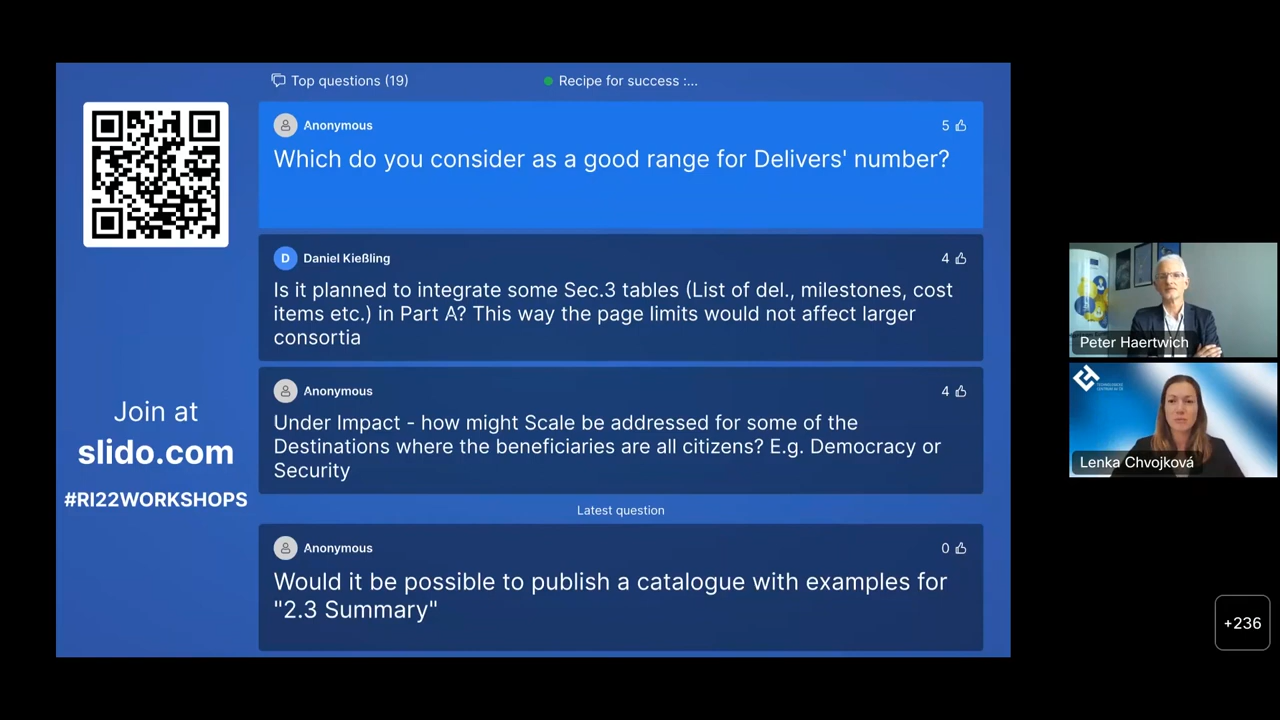 Top questions (19)
Recipe for success :...
Anonymous
5
Which do you consider as a good range for Delivers' number?
D
Daniel Kießling
4
Is it planned to integrate some Sec.3 tables (List of del., milestones, cost
items etc.) in Part A? This way the page limits would not affect larger
consortia
Anonymous
4
Under Impact - how might Scale be addressed for some of the
Destinations where the beneficiaries are all citizens? E.g. Democracy or
Security
Latest question
Anonymous
0
Would it be possible to publish a catalogue with examples for
"2.3 Summary"
Join at
slido.com
#RI22WORKSHOPS
Peter Haertwich
Lenka Chvojková
+236